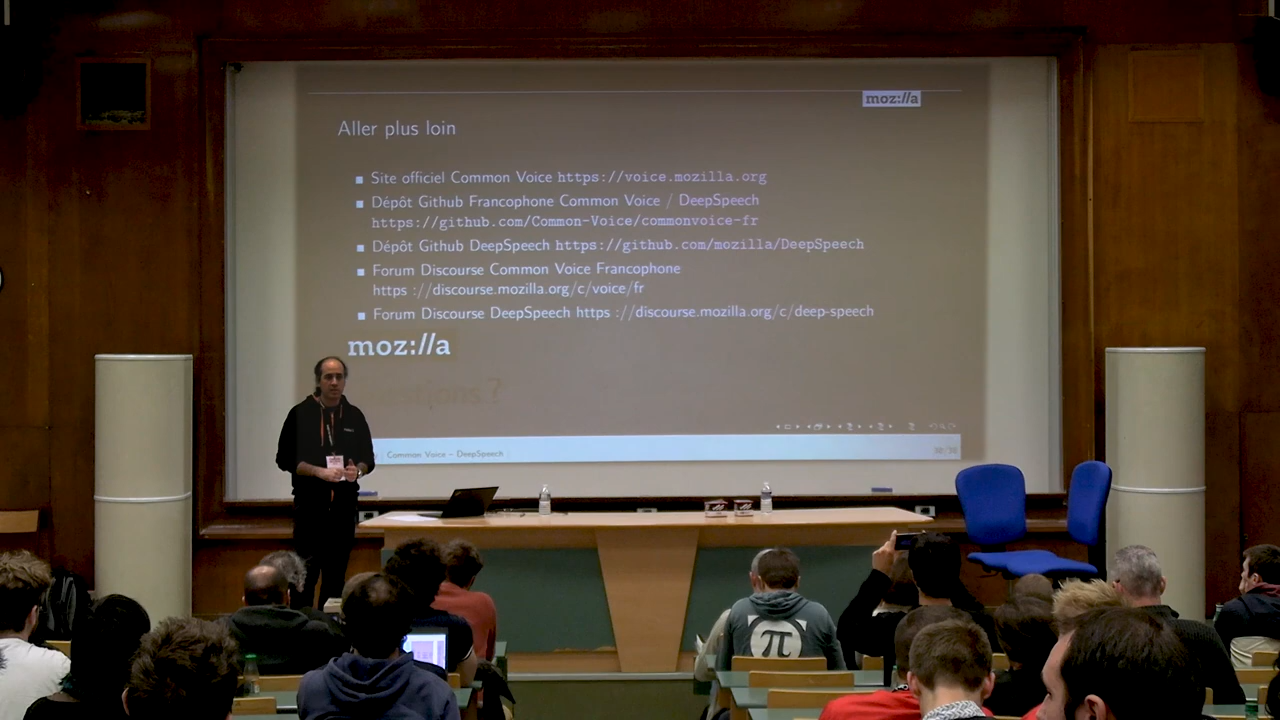 moz://a
Aller plus loin
Site officiel Common Voice https://voice.mozilla.org
Dépôt Github Francophone Common Voice / DeepSpeech
https://github.com/Common-Voice/commonvoice-fr
Dépôt Github DeepSpeech https://github.com/mozilla/DeepSpeech
Forum Discourse Common Voice Francophone
https ://discourse.mozilla.org/c/voice/fr
Forum Discourse DeepSpeech https ://discourse.mozilla.org/c/deep-speech
moz://a
?
Common Voice – DeepSpeech
π